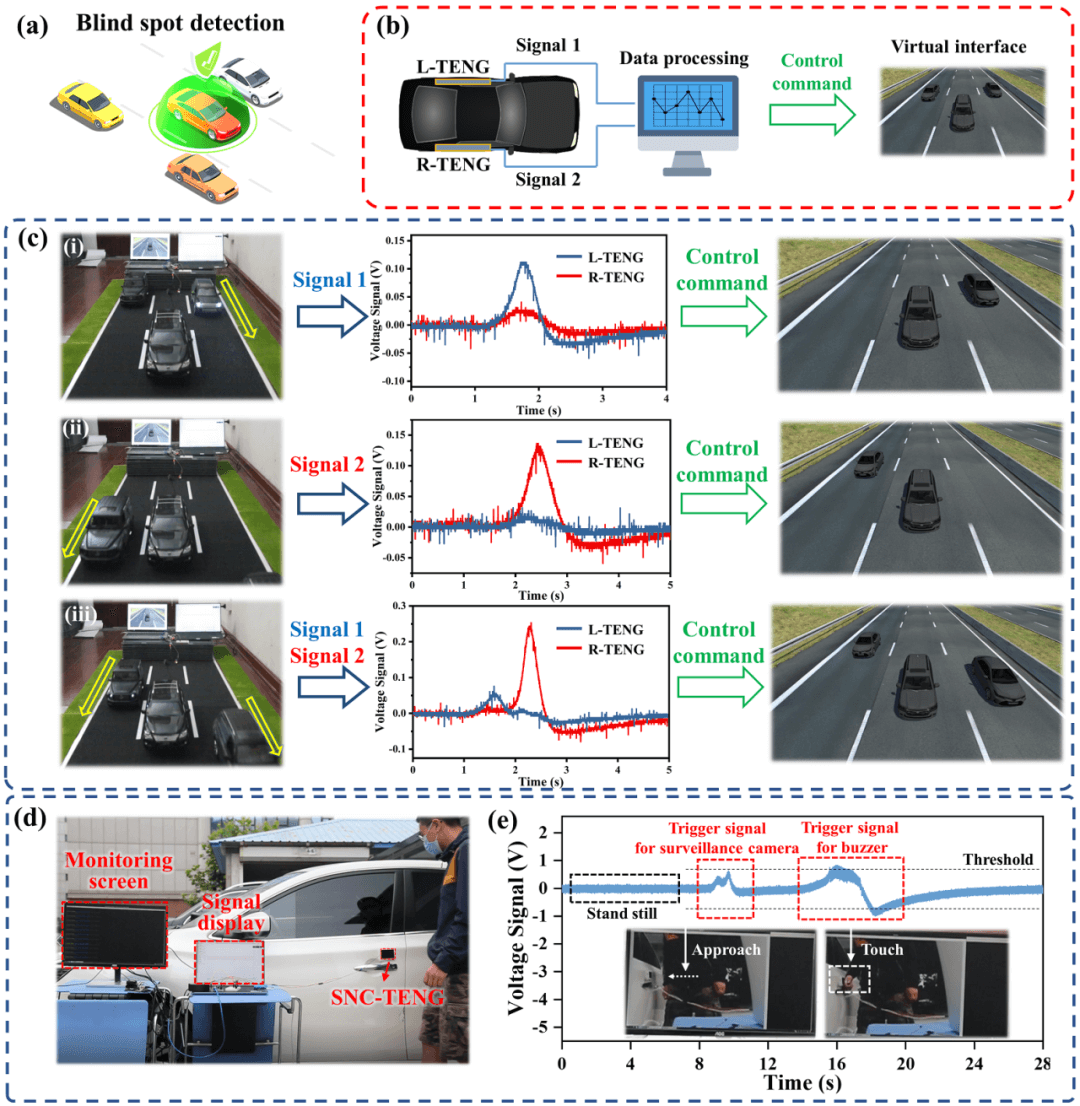 (a)
Blind spot detection
(b)
L-TENG
R-TENG
Signal 1
Signal 2
Data processing
Control
command
Virtual interface
(c)
(i)
Signal 1
Voltage Signal (V)
0.15
0.10
0.05
0.00
-0.05
-0.10
L-TENG
R-TENG
0 1 2 3 4
Time (s)
Control
command
(ii)
Signal 2
Voltage Signal (V)
0.15
0.10
0.05
0.00
-0.05
L-TENG
R-TENG
0 1 2 3 4 5
Time (s)
Control
command
(iii)
Signal 1
Signal 2
Voltage Signal (V)
0.3
0.2
0.1
0.0
-0.1
L-TENG
R-TENG
0 1 2 3 4 5
Time (s)
Control
command
(d)
Monitoring
screen
Signal
display
SNC-TENG
(e)
Voltage Signal (V)
2
1
0
-1
-2
-3
-4
-5
Trigger signal
for surveillance camera
Trigger signal
for buzzer
Threshold
Stand still
Approach
Touch
0 4 8 12 16 20 24 28
Time (s)